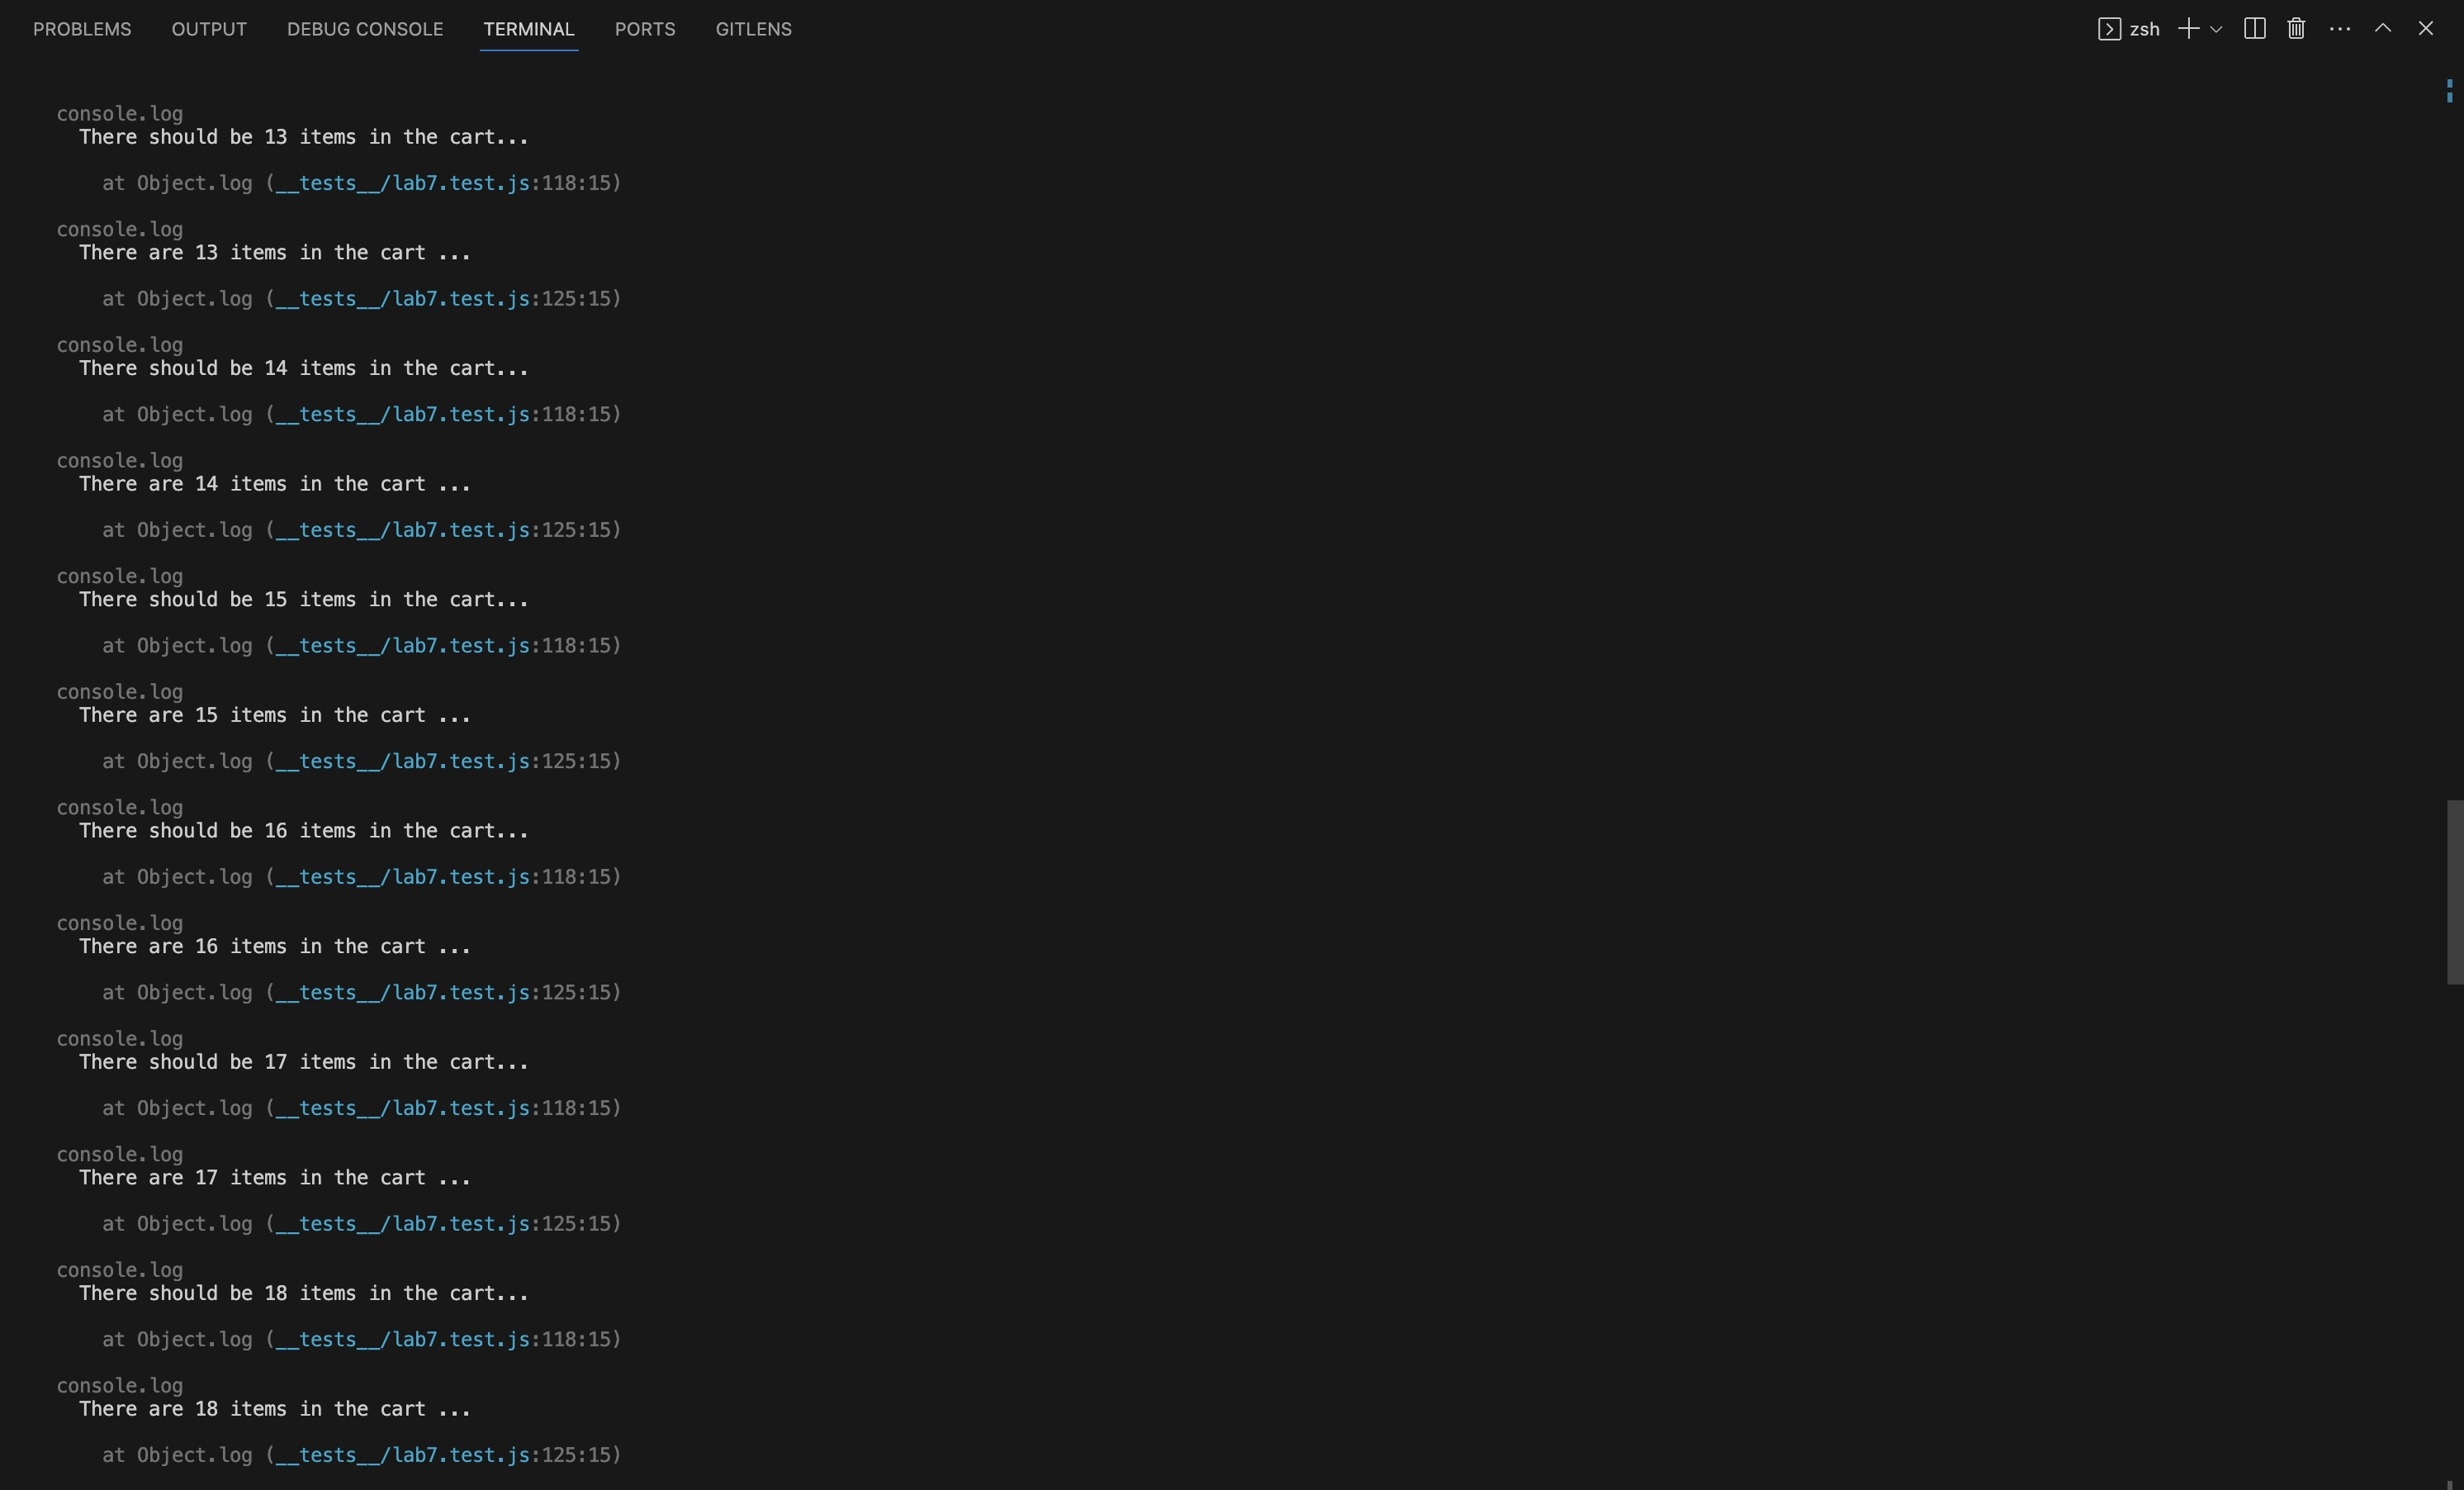 PROBLEMS OUTPUT DEBUG CONSOLE TERMINAL PORTS GITLENS zsh
console.log
There should be 13 items in the cart...
at Object.log (__tests__/lab7.test.js:118:15)
console.log
There are 13 items in the cart ...
at Object.log (__tests__/lab7.test.js:125:15)
console.log
There should be 14 items in the cart...
at Object.log (__tests__/lab7.test.js:118:15)
console.log
There are 14 items in the cart ...
at Object.log (__tests__/lab7.test.js:125:15)
console.log
There should be 15 items in the cart...
at Object.log (__tests__/lab7.test.js:118:15)
console.log
There are 15 items in the cart ...
at Object.log (__tests__/lab7.test.js:125:15)
console.log
There should be 16 items in the cart...
at Object.log (__tests__/lab7.test.js:118:15)
console.log
There are 16 items in the cart ...
at Object.log (__tests__/lab7.test.js:125:15)
console.log
There should be 17 items in the cart...
at Object.log (__tests__/lab7.test.js:118:15)
console.log
There are 17 items in the cart ...
at Object.log (__tests__/lab7.test.js:125:15)
console.log
There should be 18 items in the cart...
at Object.log (__tests__/lab7.test.js:118:15)
console.log
There are 18 items in the cart ...
at Object.log (__tests__/lab7.test.js:125:15)